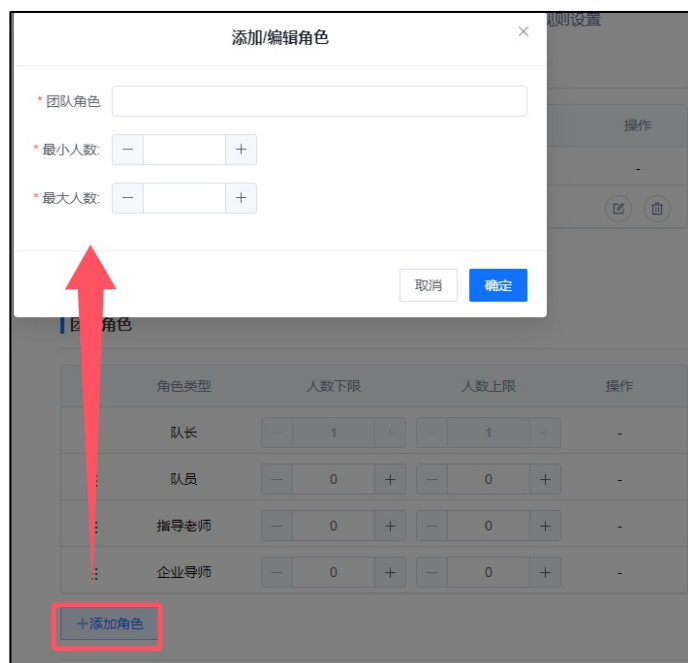 添加/编辑角色
规则设置
* 团队角色
* 最小人数:
* 最大人数:
操作
-
取消 确定
团队角色
角色类型 人数下限 人数上限 操作
队长 1 1 -
队员 0 0 -
指导老师 0 0 -
企业导师 0 0 -
+添加角色